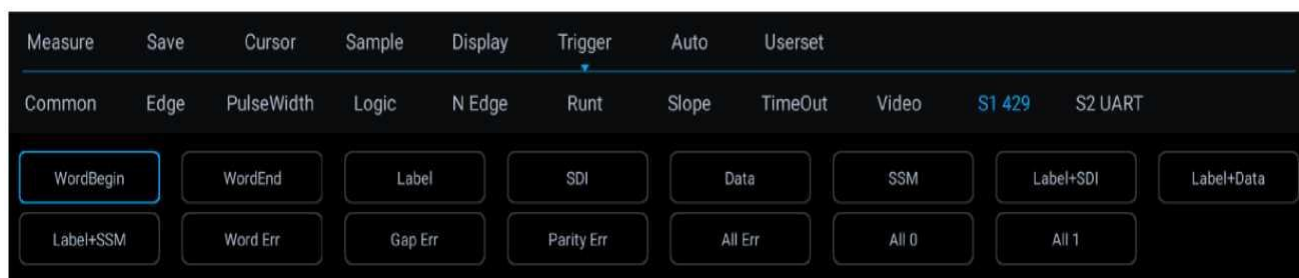 Measure Save Cursor Sample Display Trigger Auto Userset
Common Edge PulseWidth Logic N Edge Runt Slope TimeOut Video S1 429 S2 UART
WordBegin WordEnd Label SDI Data SSM Label+SDI Label+Data
Label+SSM Word Err Gap Err Parity Err All Err All 0 All 1